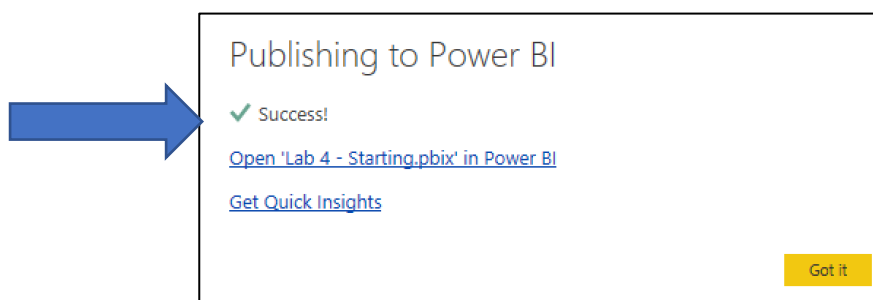 Publishing to Power BI
Success!
Open 'Lab 4 - Starting.pbix' in Power BI
Get Quick Insights
Got it